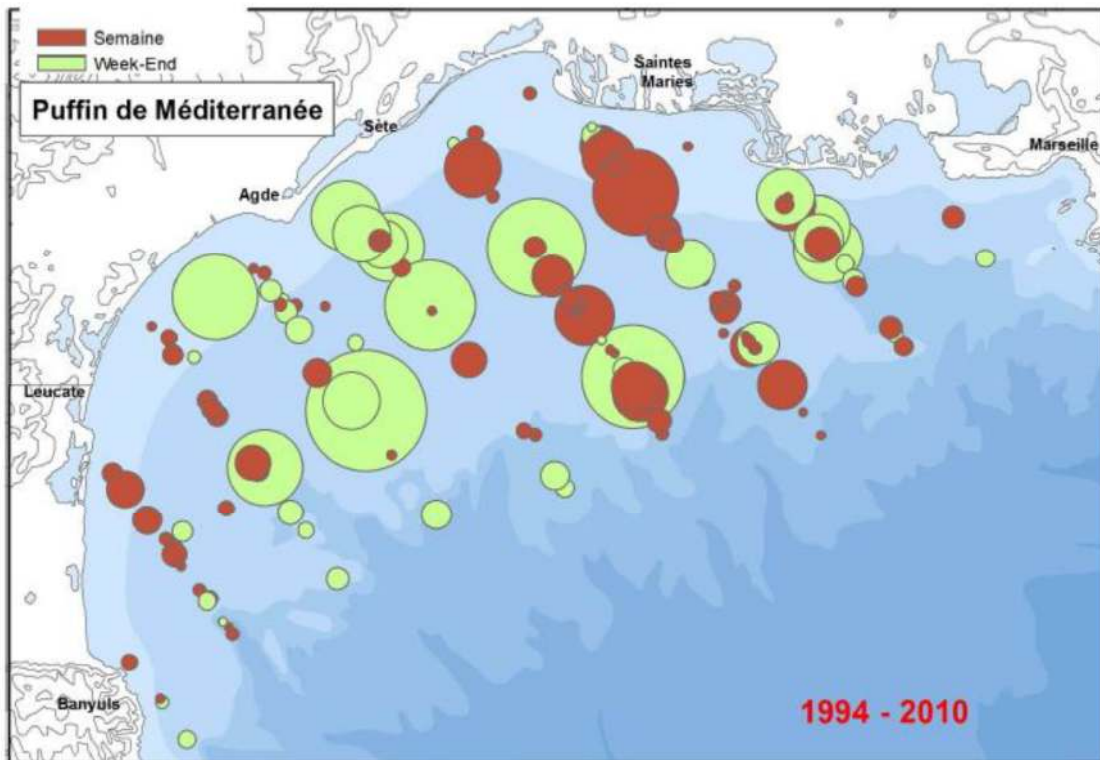 Semaine
Week-End
Puffin de Méditerranée
Saintes
Maries
Sète
Marseille
Agde
Leucate
Banyuls
1994 - 2010